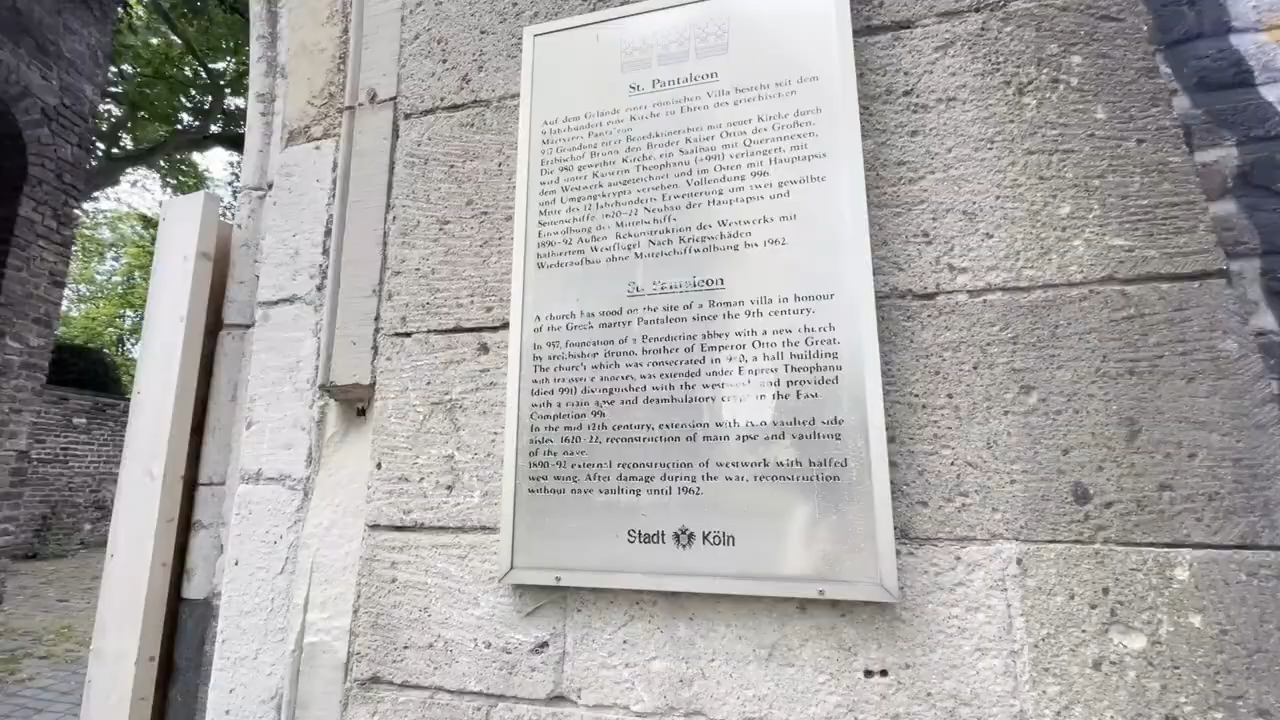 St. Pantaleon
Auf dem Gelände einer römischen Villa besteht seit dem
9. Jahrhundert eine Kirche zu Ehren des griechischen
Märtyrers Pantaleon
957 Gründung einer Benediktinerabtei mit neuer Kirche durch
Erzbischof Bruno, den Bruder Kaiser Ottos des Großen.
Die 980 geweihte Kirche, ein Saalbau mit Querannexen,
wird unter Kaiserin Theophanu (+991) verlängert, mit
dem Westwerk ausgezeichnet und im Osten mit Hauptapsis
und Umgangskrypta versehen. Vollendung 996.
Mitte des 12. Jahrhunderts Erweiterung um zwei gewölbte
Seitenschiffe. 1620-22 Neubau der Hauptapsis und
Einwölbung des Mittelschiffs
1890-92 Außen. Rekonstruktion des Westwerks mit
halbiertem Westflügel. Nach Kriegsschäden
Wiederaufbau ohne Mittelschiffwölbung bis 1962.
St. Pantaleon
A church has stood on the site of a Roman villa in honour
of the Greek martyr Pantaleon since the 9th century.
In 957, foundation of a Benedictine abbey with a new church
by archbishop Bruno, brother of Emperor Otto the Great.
The church which was consecrated in 980, a hall building
with transverse annexes, was extended under Empress Theophanu
(died 991) distinguished with the westwork and provided
with a main apse and deambulatory crypt in the East.
Completion 996
In the mid 12th century, extension with two vaulted side
aisles. 1620-22, reconstruction of main apse and vaulting
of the nave.
1890-92 external reconstruction of westwork with halfed
west wing. After damage during the war, reconstruction
without nave vaulting until 1962.
Stadt Köln